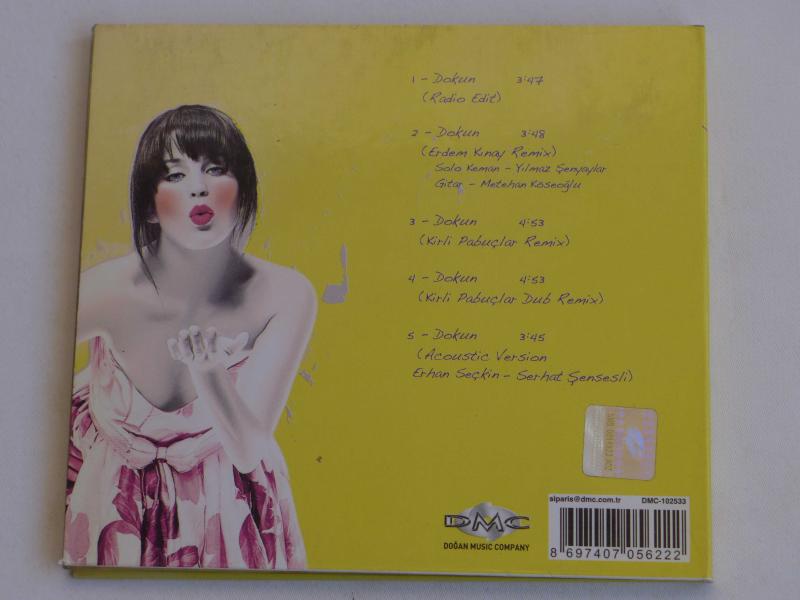 1 - Dokun 3:47
(Radio Edit)
2 - Dokun 3:48
(Erdem Kınay Remix)
Solo Keman - Yılmaz Şenyaylar
Gitar - Metehan Köseoğlu
3 - Dokun 4:53
(Kirli Pabuçlar Remix)
4 - Dokun 4:53
(Kirli Pabuçlar Dub Remix)
5 - Dokun 3:45
(Acoustic Version
Erhan Seçkin - Serhat Şensesli)
DMC
DOĞAN MUSIC COMPANY
siparis@dmc.com.tr DMC-102533
8 697407 056222